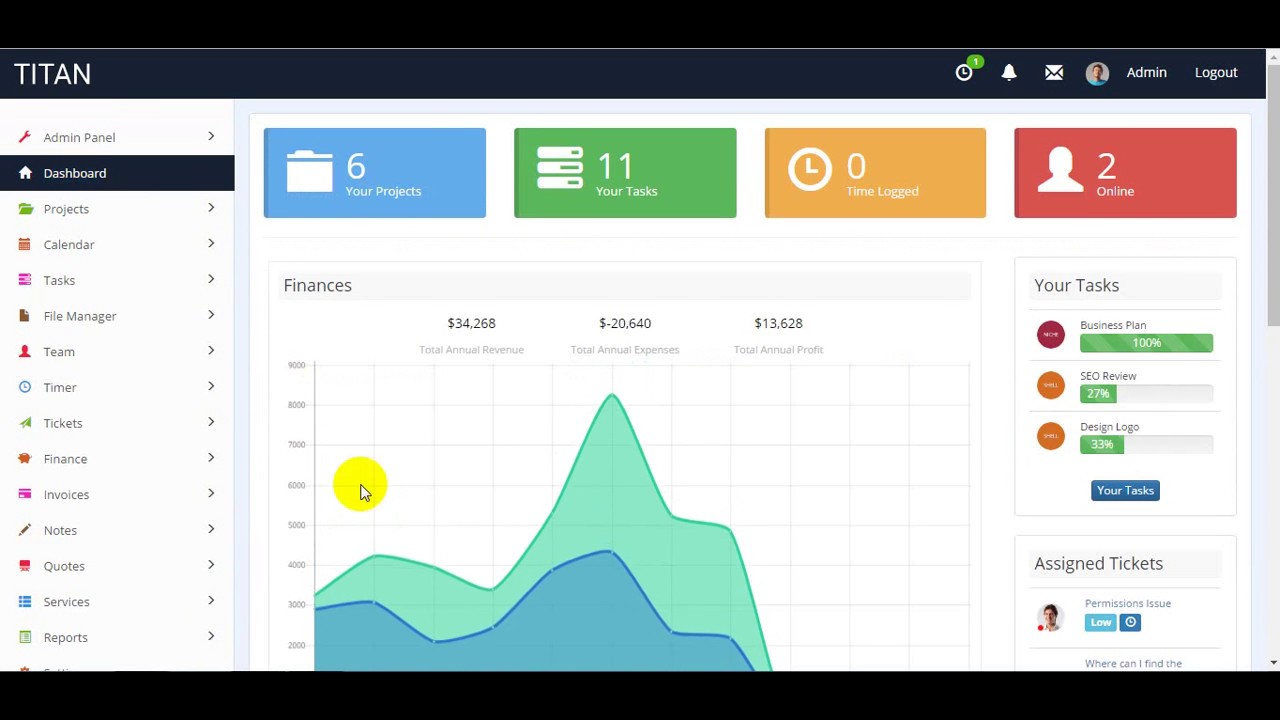 TITAN
1
Admin
Logout
Admin Panel
Dashboard
Projects
Calendar
Tasks
File Manager
Team
Timer
Tickets
Finance
Invoices
Notes
Quotes
Services
Reports
6
Your Projects
11
Your Tasks
0
Time Logged
2
Online
Finances
$34,268
$-20,640
$13,628
Total Annual Revenue
Total Annual Expenses
Total Annual Profit
9000
8000
7000
6000
5000
4000
3000
2000
Your Tasks
Business Plan
100%
SEO Review
27%
Design Logo
33%
Your Tasks
Assigned Tickets
Permissions Issue
Low
Where can I find the